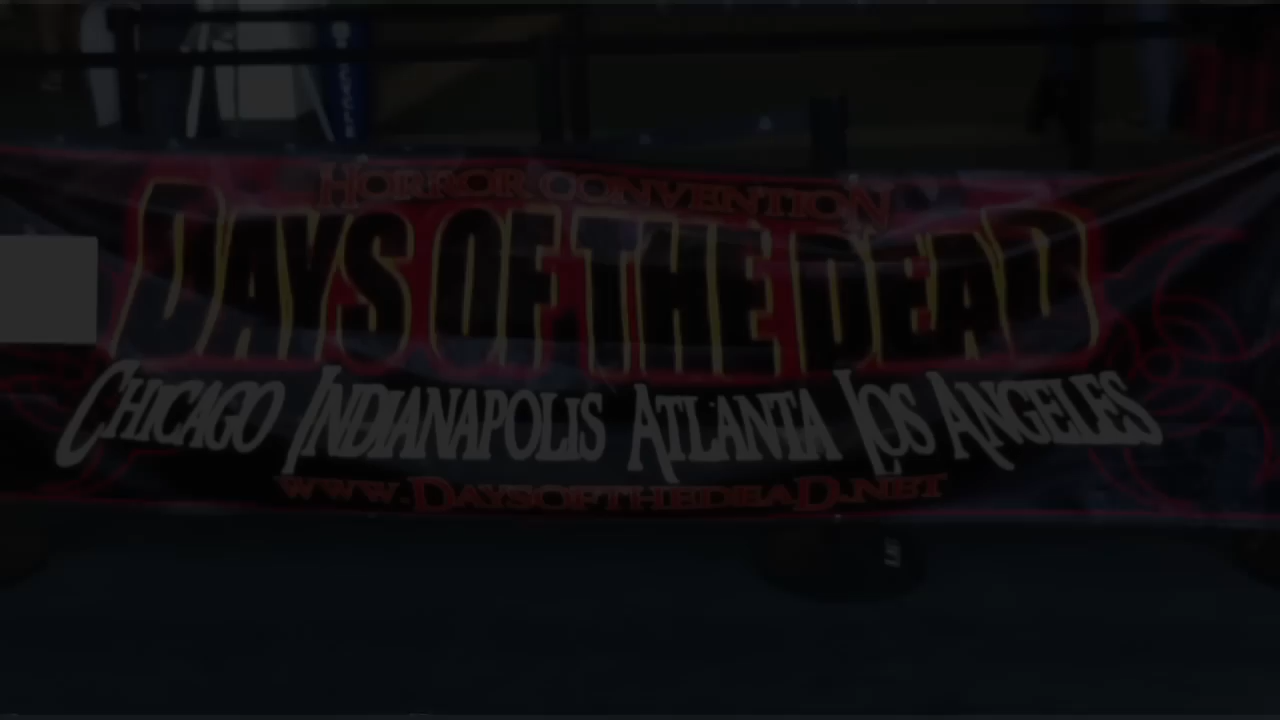 HORROR CONVENTION
DAYS OF THE DEAD
CHICAGO INDIANAPOLIS ATLANTA LOS ANGELES
WWW.DAYSOFTHEDEAD.NET